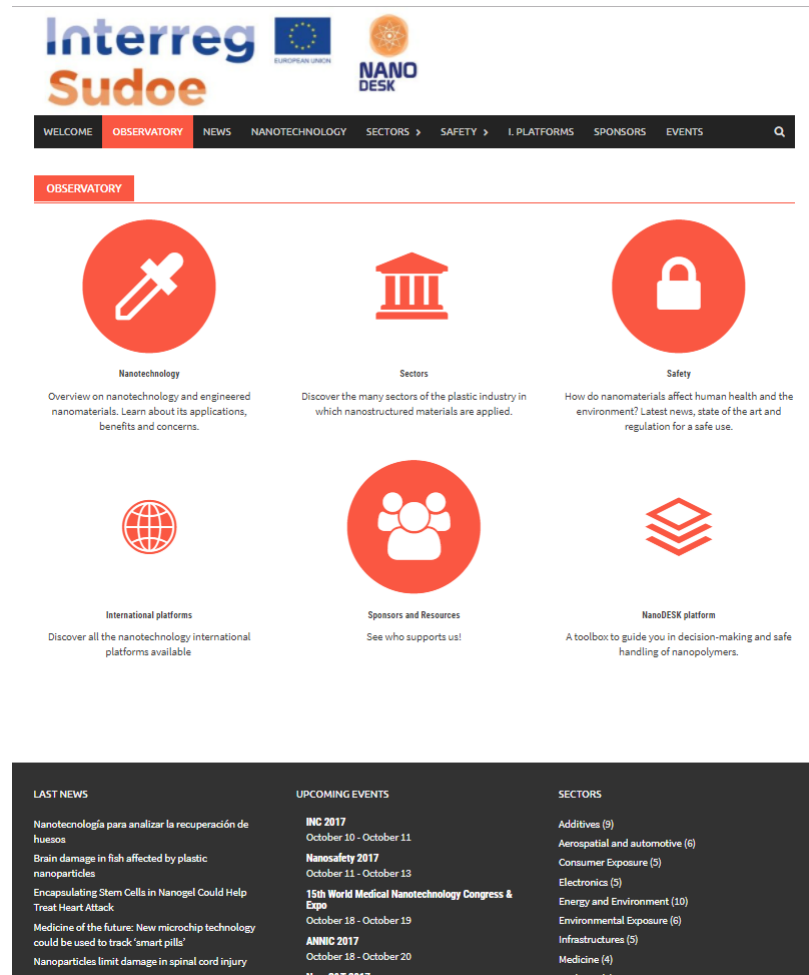 Interreg
Sudoe
EUROPEAN UNION
NANO
DESK
WELCOME OBSERVATORY NEWS NANOTECHNOLOGY SECTORS SAFETY I. PLATFORMS SPONSORS EVENTS
OBSERVATORY
Nanotechnology
Overview on nanotechnology and engineered
nanomaterials. Learn about its applications,
benefits and concerns.
Sectors
Discover the many sectors of the plastic industry in
which nanostructured materials are applied.
Safety
How do nanomaterials affect human health and the
environment? Latest news, state of the art and
regulation for a safe use.
International platforms
Discover all the nanotechnology international
platforms available
Sponsors and Resources
See who supports us!
NanoDESK platform
A toolbox to guide you in decision-making and safe
handling of nanopolymers.
LAST NEWS
Nanotecnología para analizar la recuperación de
huesos
Brain damage in fish affected by plastic
nanoparticles
Encapsulating Stem Cells in Nanogel Could Help
Treat Heart Attack
Medicine of the future: New microchip technology
could be used to track ‘smart pills’
Nanoparticles limit damage in spinal cord injury
UPCOMING EVENTS
INC 2017
October 10 - October 11
Nanosafety 2017
October 11 - October 13
15th World Medical Nanotechnology Congress &
Expo
October 18 - October 19
ANNIC 2017
October 18 - October 20
SECTORS
Additives (9)
Aerospatial and automotive (6)
Consumer Exposure (5)
Electronics (5)
Energy and Environment (10)
Environmental Exposure (6)
Infrastructures (5)
Medicine (4)